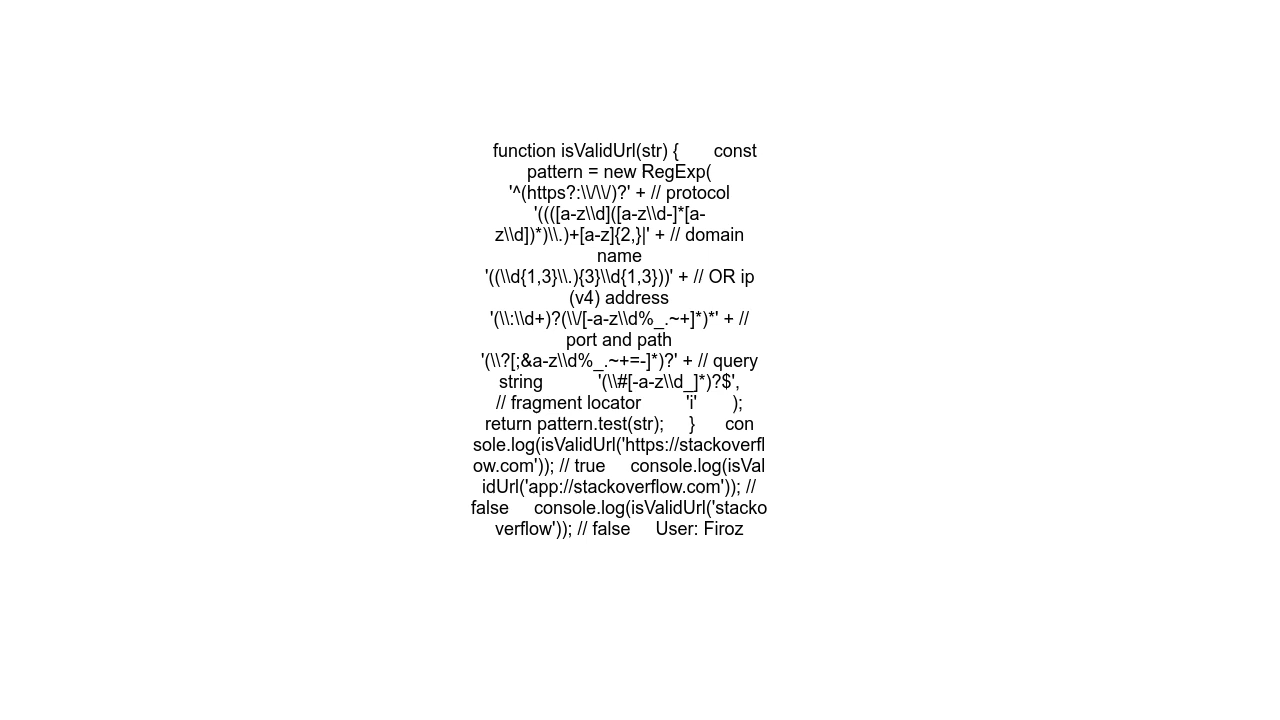 function isValidUrl(str) {       const
pattern = new RegExp(
'^(https?:\\/\\/)?' + // protocol
'((([a-z\\d]([a-z\\d-]*[a-
z\\d])*)\\.)+[a-z]{2,}|' + // domain
name
'((\\d{1,3}\\.){3}\\d{1,3}))' + // OR ip
(v4) address
'(\\:\\d+)?(\\/[-a-z\\d%_.~+]*)*' + //
port and path
'(\\?[;&a-z\\d%_.~+=-]*)?' + // query
string           '(\\#[-a-z\\d_]*)?$',
// fragment locator         'i'       );
return pattern.test(str);     }      con
sole.log(isValidUrl('https://stackoverfl
ow.com')); // true     console.log(isVal
idUrl('app://stackoverflow.com')); //
false     console.log(isValidUrl('stacko
verflow')); // false     User: Firoz